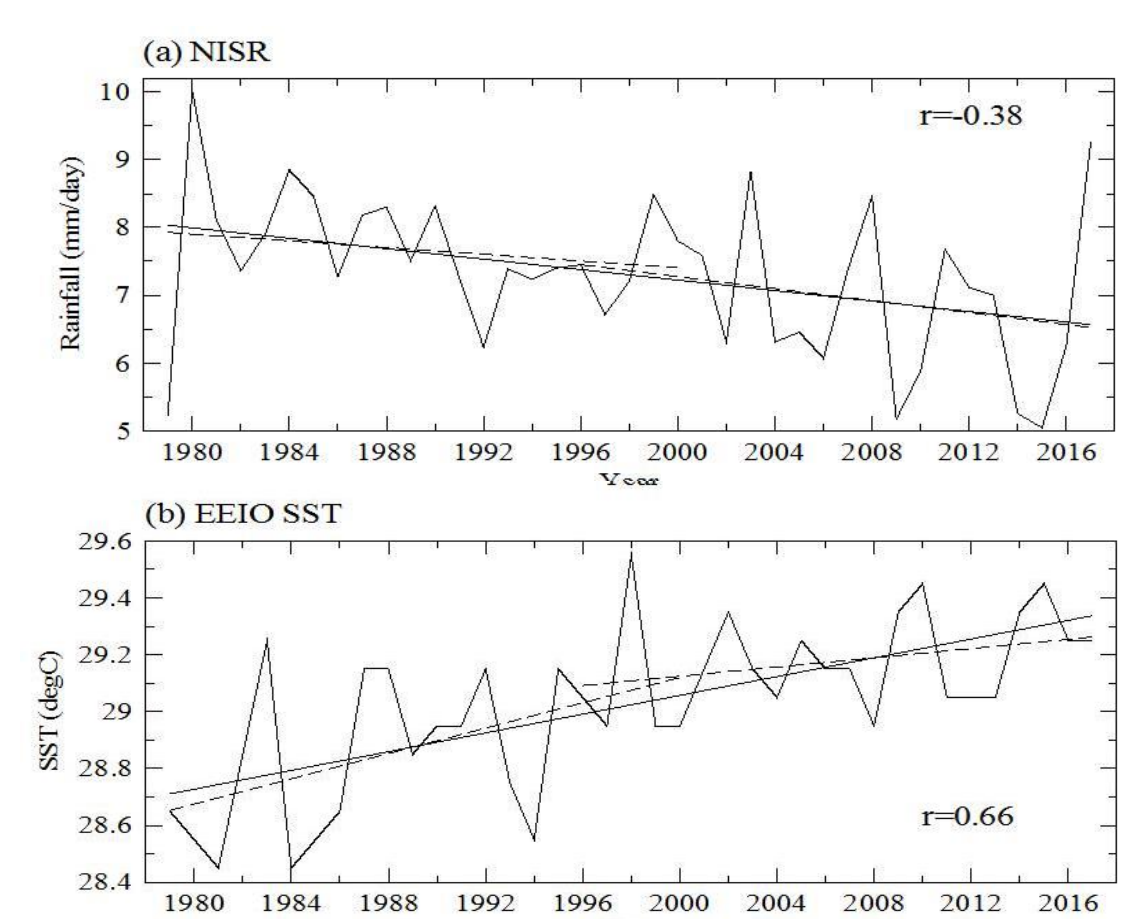 (a) NISR
r=-0.38
Rainfall (mm/day)
10
9
8
7
6
5
1980 1984 1988 1992 1996 2000 2004 2008 2012 2016
Year
(b) EEIO SST
SST (degC)
29.6
29.4
29.2
29
28.8
28.6
28.4
r=0.66
1980 1984 1988 1992 1996 2000 2004 2008 2012 2016